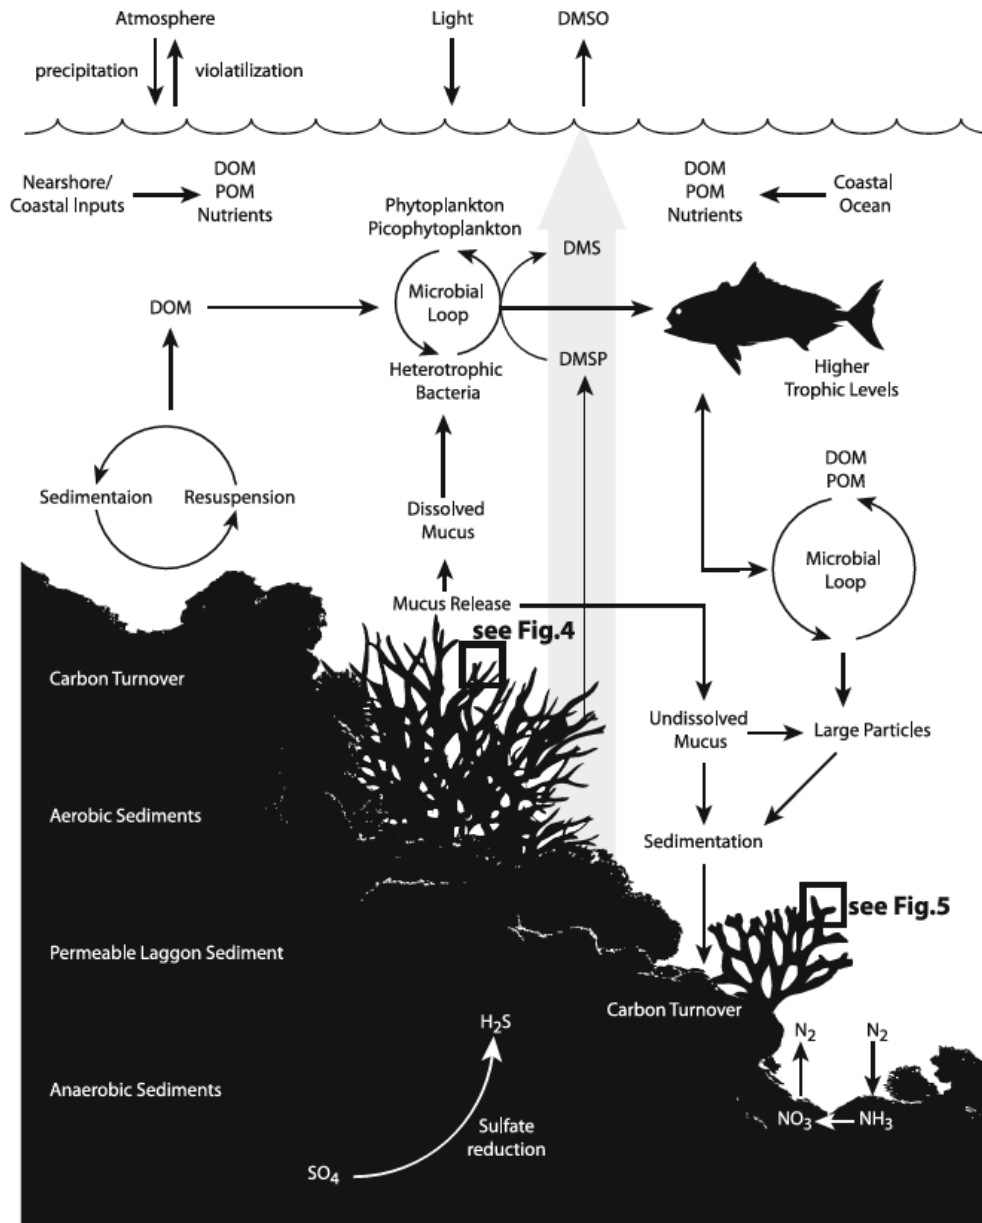 Atmosphere
Light
DMSO
precipitation
violatilization
Nearshore/
Coastal Inputs
DOM
POM
Nutrients
DOM
POM
Nutrients
Coastal
Ocean
Phytoplankton
Picophytoplankton
DMS
Microbial
Loop
DOM
DMSP
Heterotrophic
Bacteria
Higher
Trophic Levels
DOM
POM
Sedimentaion
Resuspension
Dissolved
Mucus
Microbial
Loop
Mucus Release
see Fig.4
Carbon Turnover
Undissolved
Mucus
Large Particles
Aerobic Sediments
Sedimentation
see Fig.5
Permeable Laggon Sediment
Carbon Turnover
H2S
N2
N2
Anaerobic Sediments
NO3
NH3
Sulfate
reduction
SO4